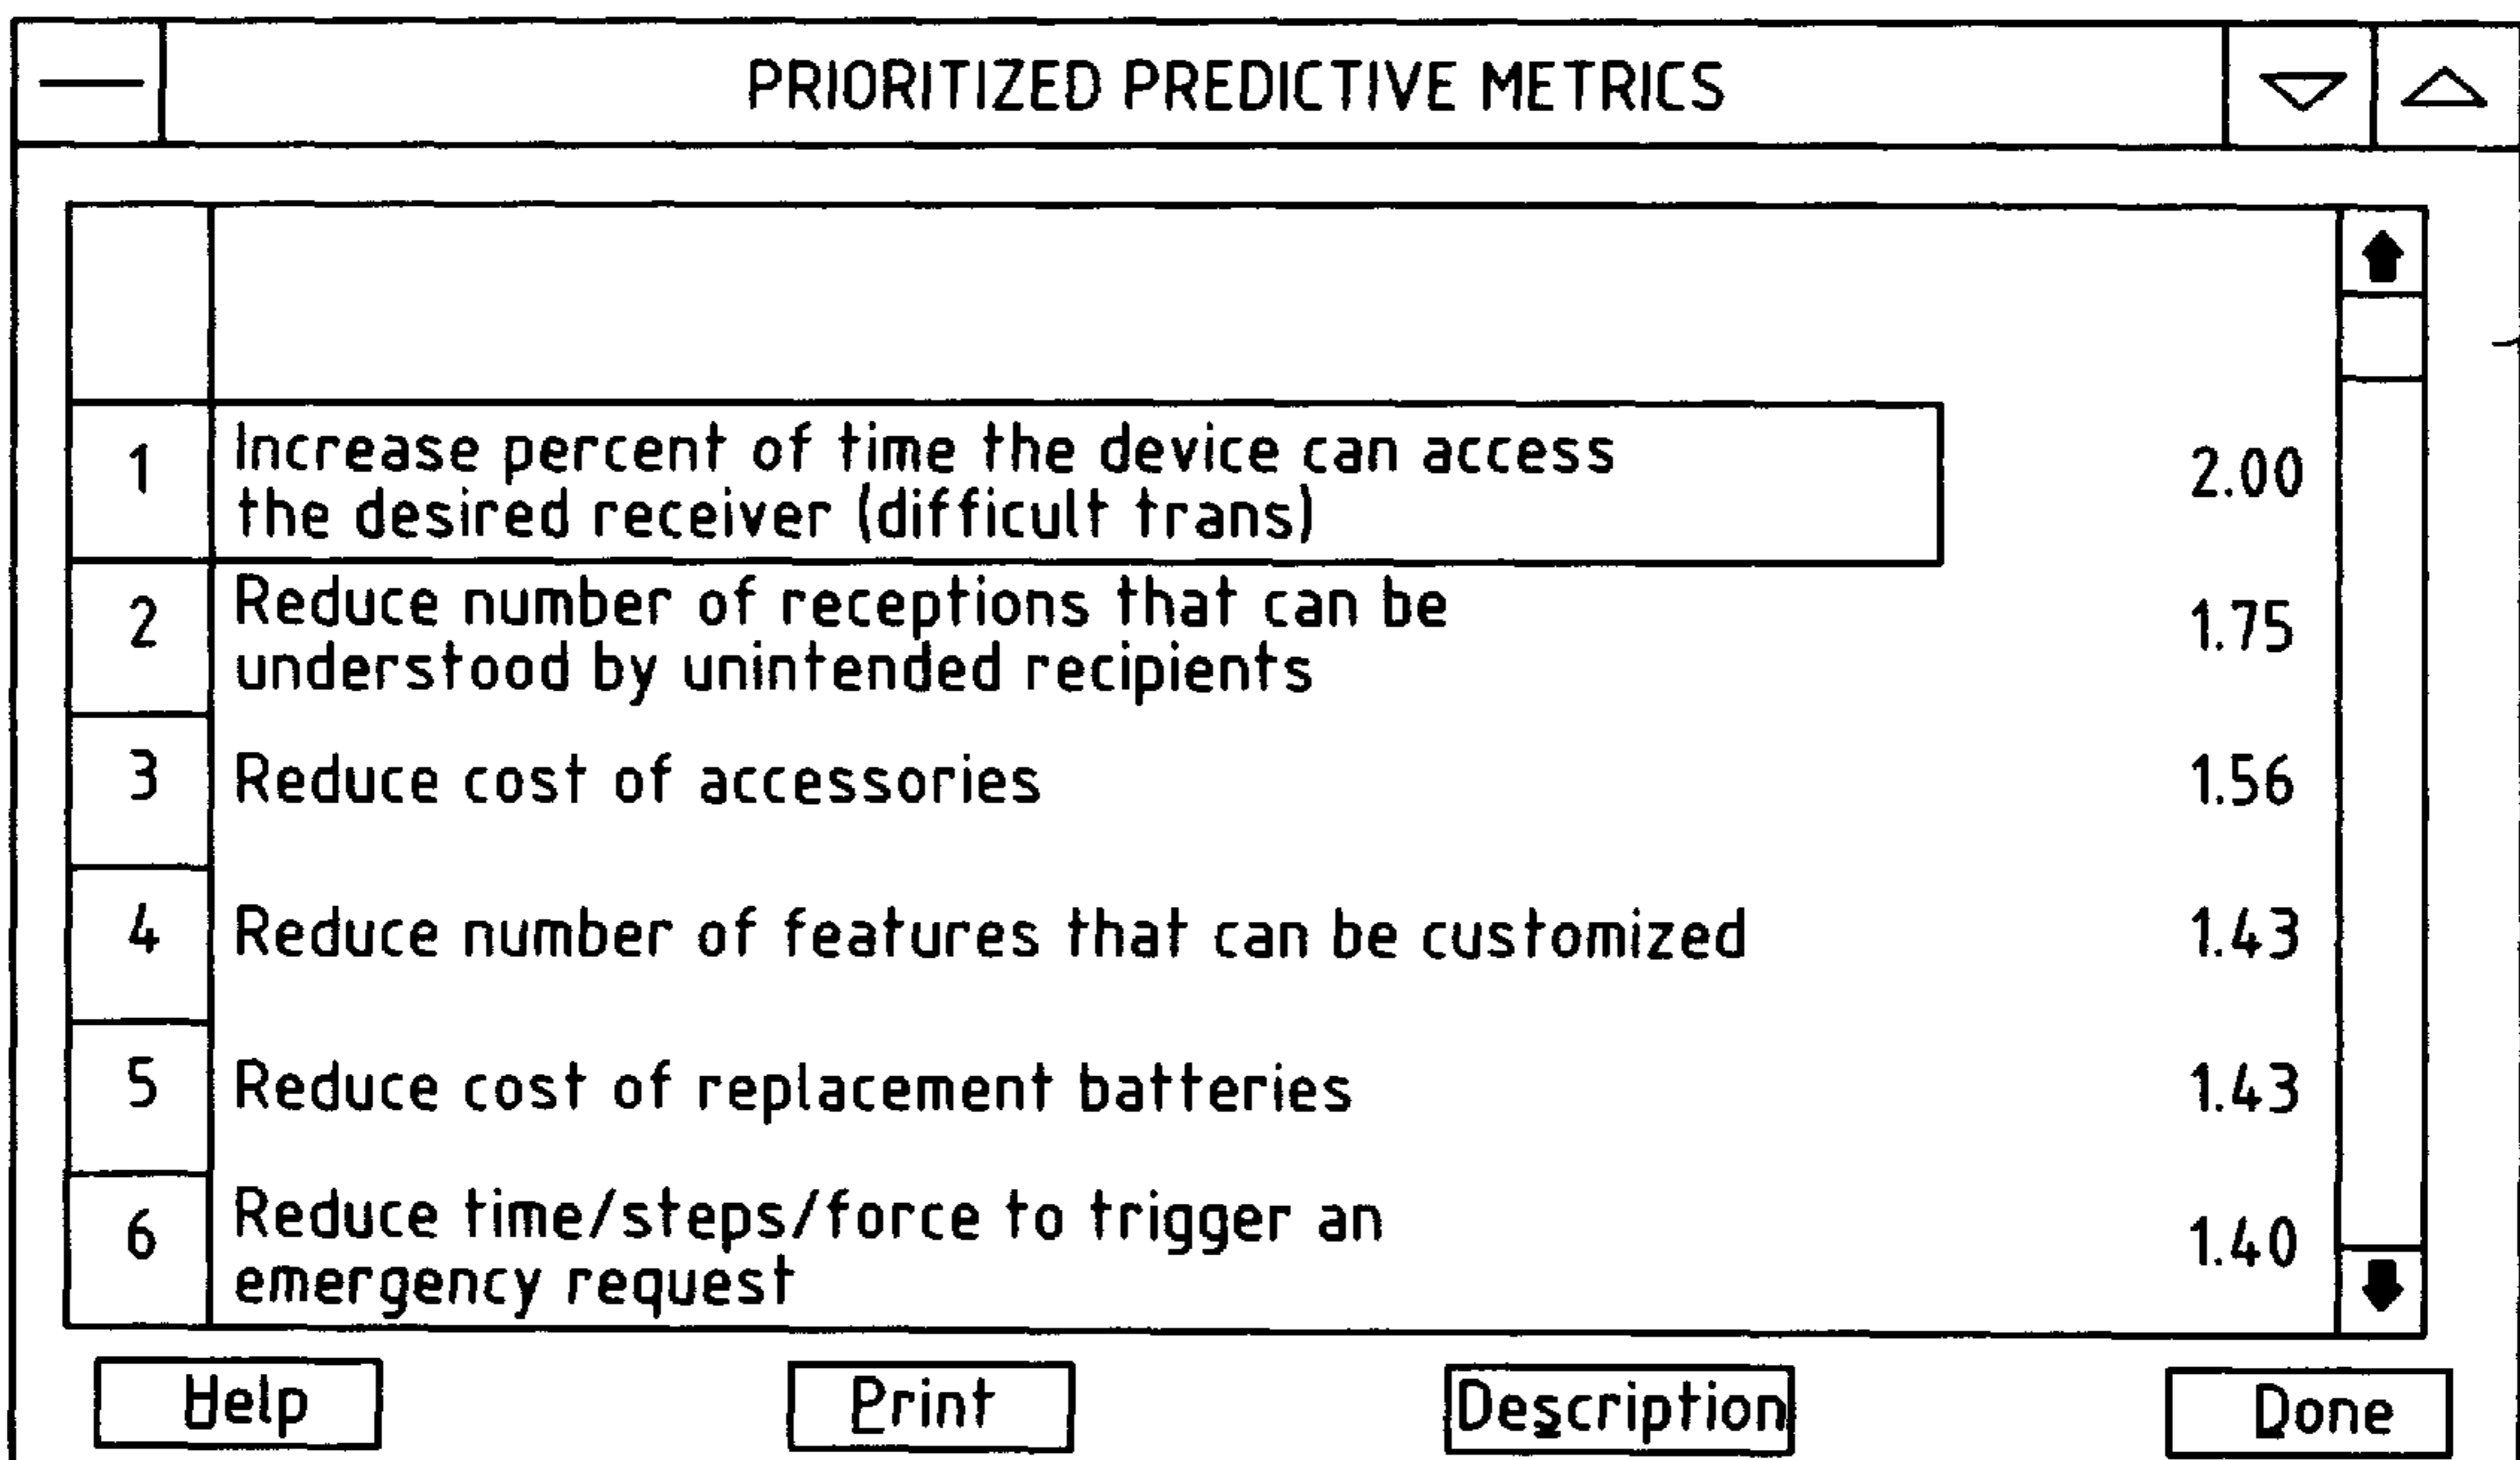 PRIORITIZED PREDICTIVE METRICS
1 Increase percent of time the device can access 2.00
the desired receiver (difficult trans)
2 Reduce number of receptions that can be 1.75
understood by unintended recipients
3 Reduce cost of accessories 1.56
4 Reduce number of features that can be customized 1.43
5 Reduce cost of replacement batteries 1.43
6 Reduce time/steps/force to trigger an 1.40
emergency request
Help Print Description Done